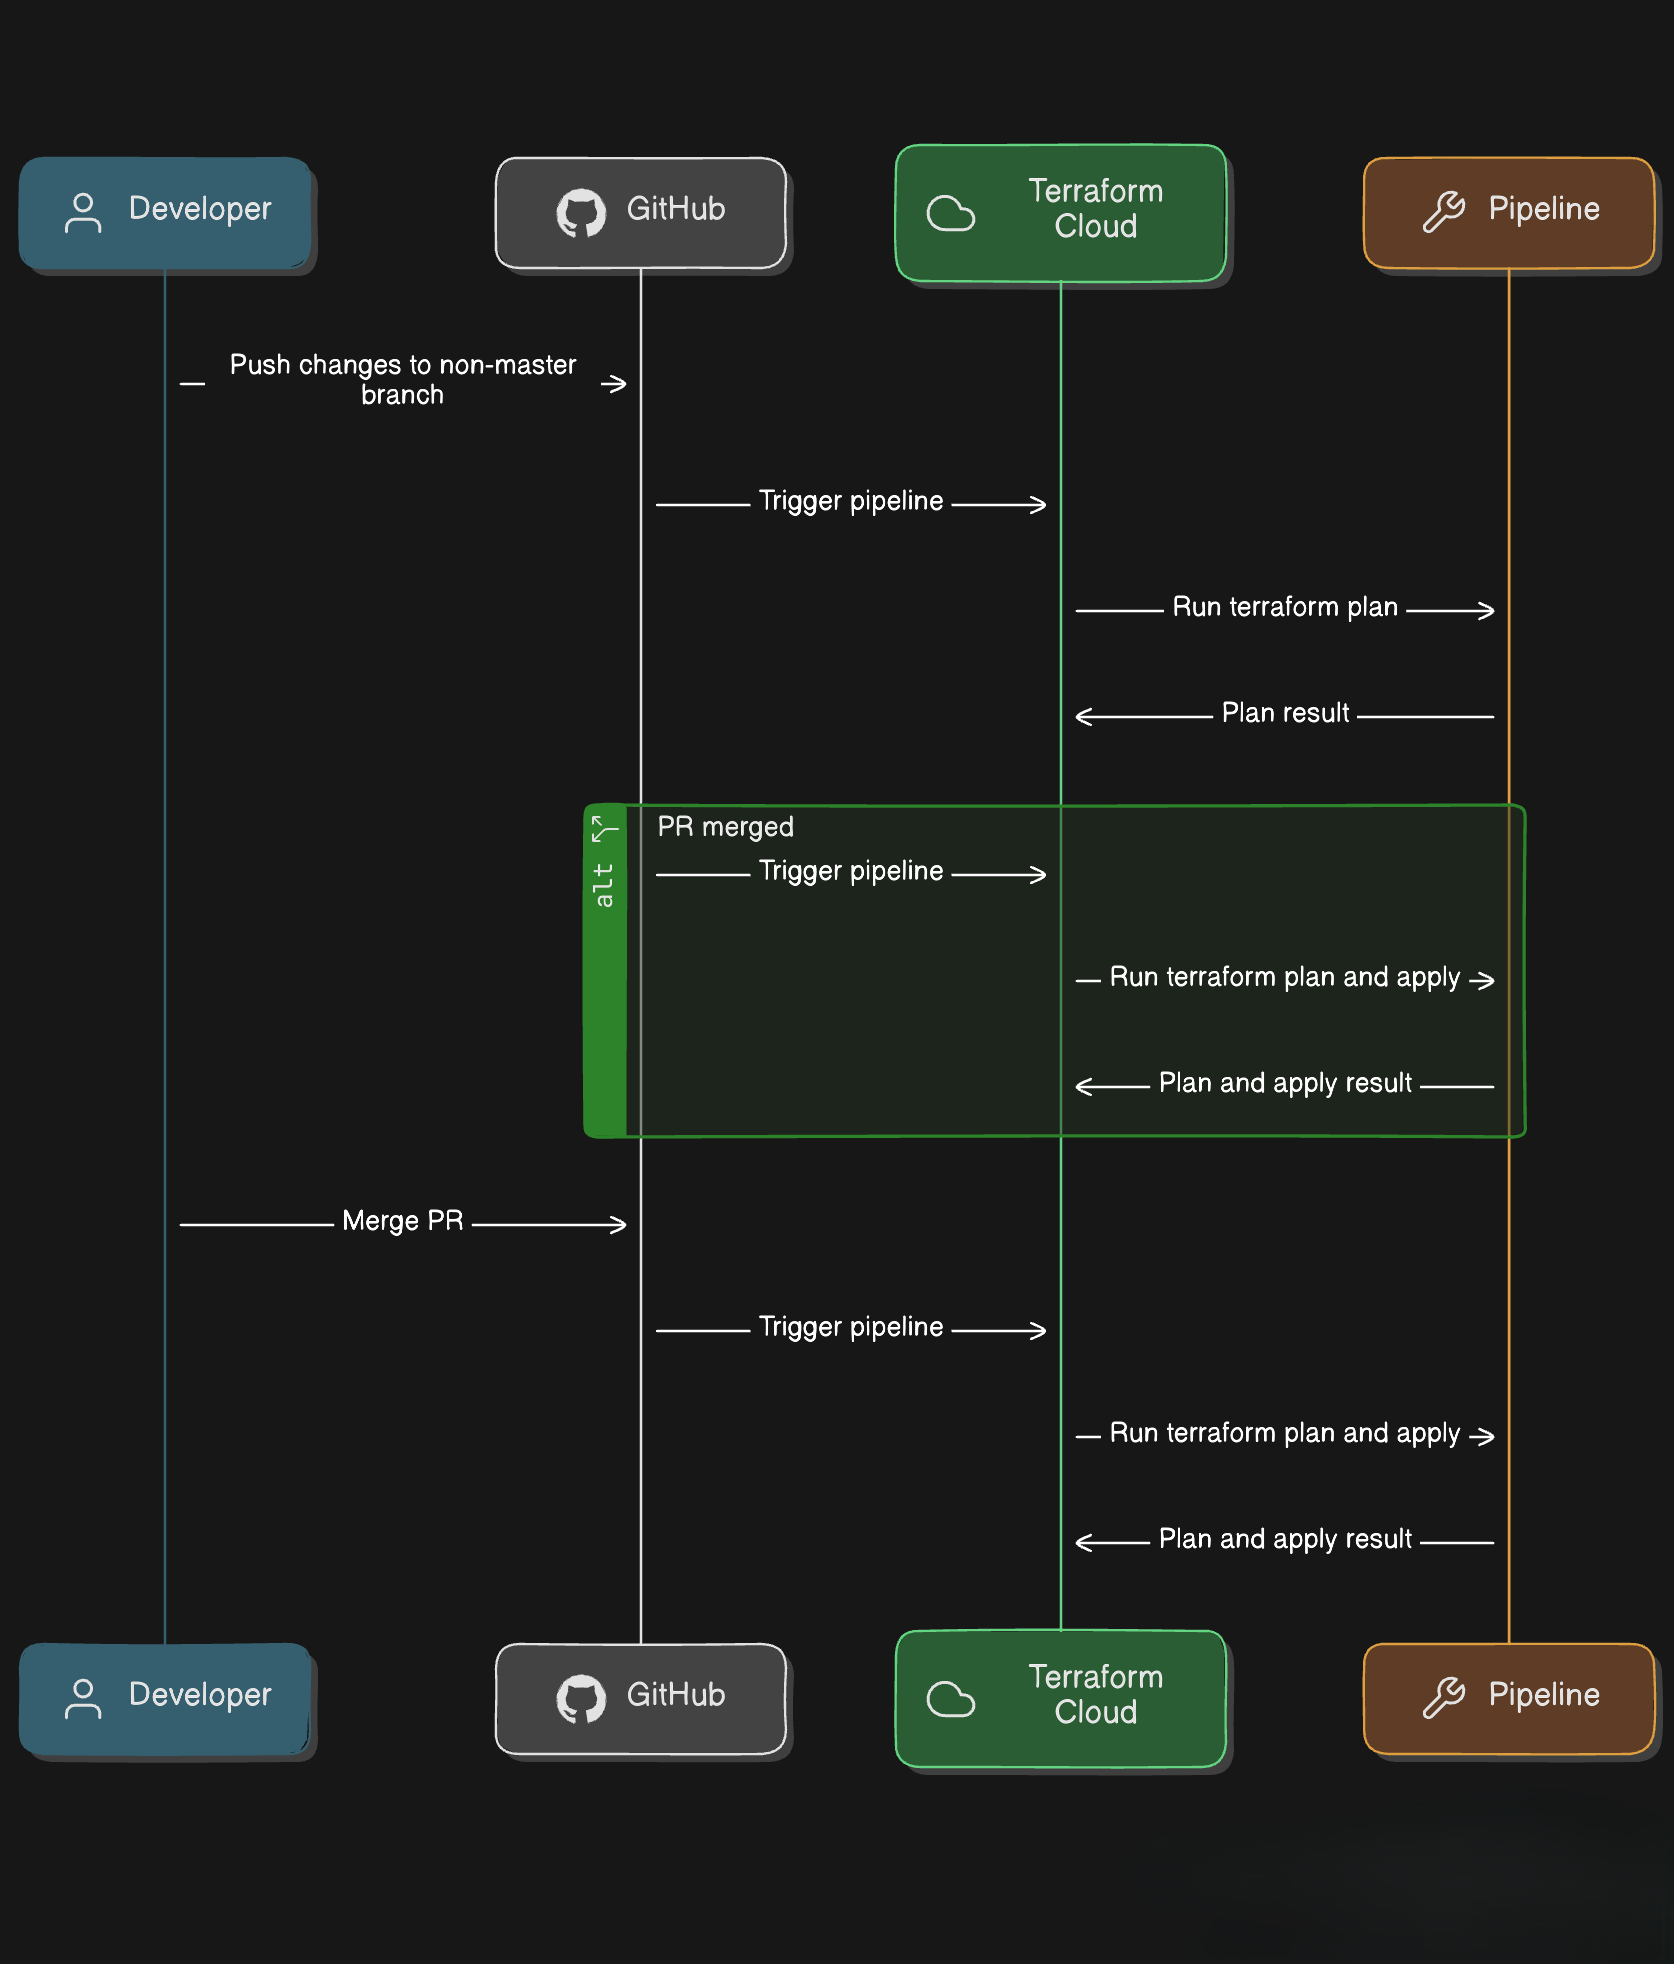 Developer
GitHub
Terraform
Cloud
Pipeline
Push changes to non-master
branch
Trigger pipeline
Run terraform plan
Plan result
alt
PR merged
Trigger pipeline
Run terraform plan and apply
Plan and apply result
Merge PR
Trigger pipeline
Run terraform plan and apply
Plan and apply result
Developer
GitHub
Terraform
Cloud
Pipeline